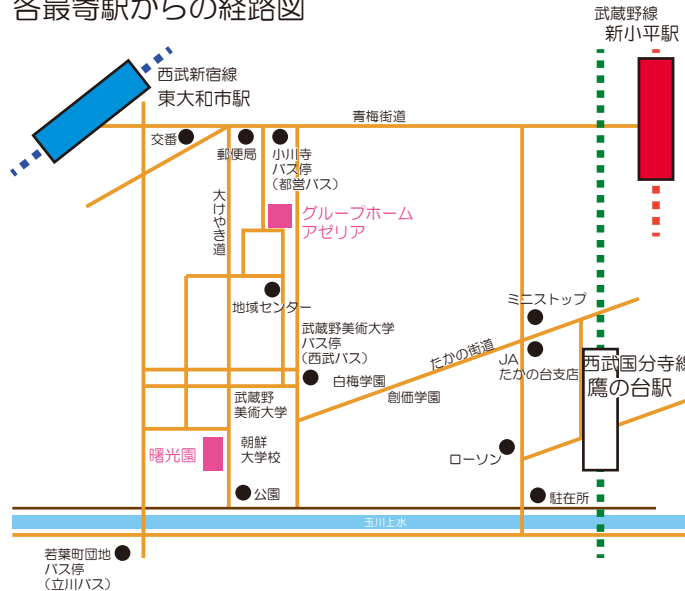 各最寄駅からの経路図
武蔵野線
新小平駅
西武新宿線
東大和市駅
青梅街道
交番
郵便局
小川寺
バス停
（都営バス）
大けやき道
グループホーム
アゼリア
地域センター
ミニストップ
武蔵野美術大学
バス停
（西武バス）
たかの街道
JA
たかの台支店
西武国分寺線
鷹の台駅
白梅学園
創価学園
武蔵野
美術大学
朝鮮
大学校
曙光園
ローソン
公園
駐在所
玉川上水
若葉町団地
バス停
（立川バス）